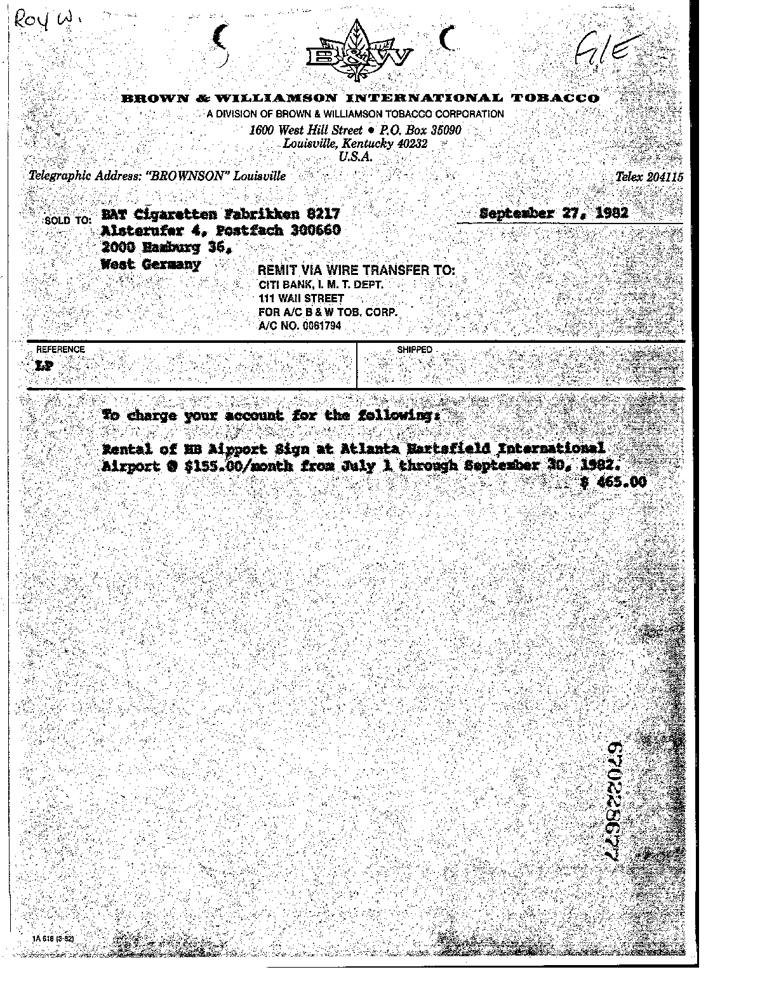 Roy W.
G/E
B&W
BROWN & WILLIAMSON INTERNATIONAL TOBACCO
A DIVISION OF BROWN & WILLIAMSON TOBACCO CORPORATION
1600 West Hill Street • P.O. Box 35090
Louisville, Kentucky 40232
U.S.A.
Telegraphic Address: "BROWNSON" Louisville Telex 204115
SOLD TO: BAT Cigaretten Fabrikken 8217 September 27, 1982
Alsterufer 4, Postfach 300660
2000 Hamburg 36,
West Germany
REMIT VIA WIRE TRANSFER TO:
CITI BANK, I. M. T. DEPT.
111 WAll STREET
FOR A/C B & W TOB. CORP.
A/C NO. 0061794
REFERENCE SHIPPED
LP
To charge your account for the following:
Rental of HB Airport Sign at Atlanta Hartsfield International
Airport @ $155.00/month from July 1 through September 30, 1982.
$ 465.00
670228677
1A 618 (3-82)